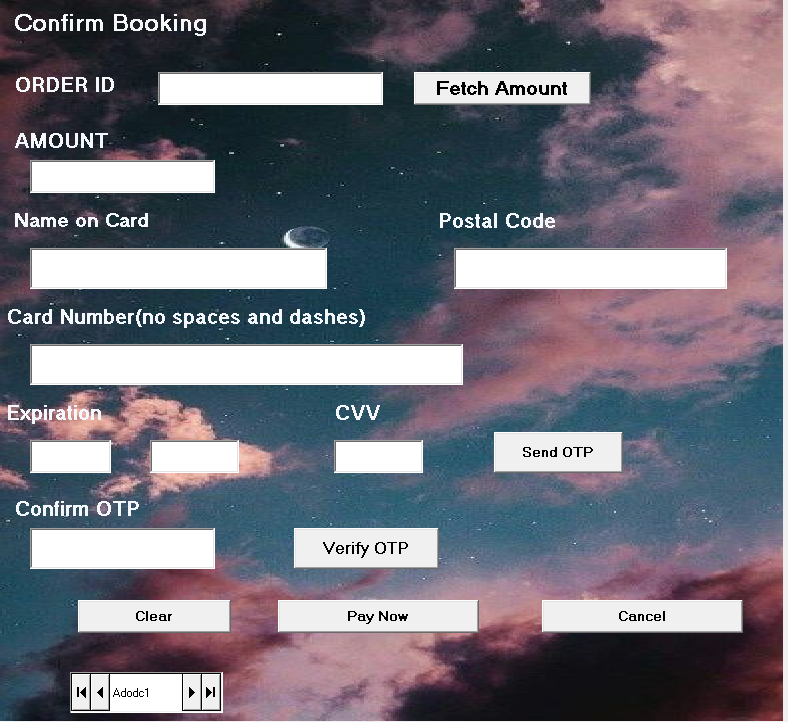 Confirm Booking
ORDER ID
Fetch Amount
AMOUNT
Name on Card
Postal Code
Card Number(no spaces and dashes)
Expiration
CVV
Send OTP
Confirm OTP
Verify OTP
Clear
Pay Now
Cancel
Adodc1